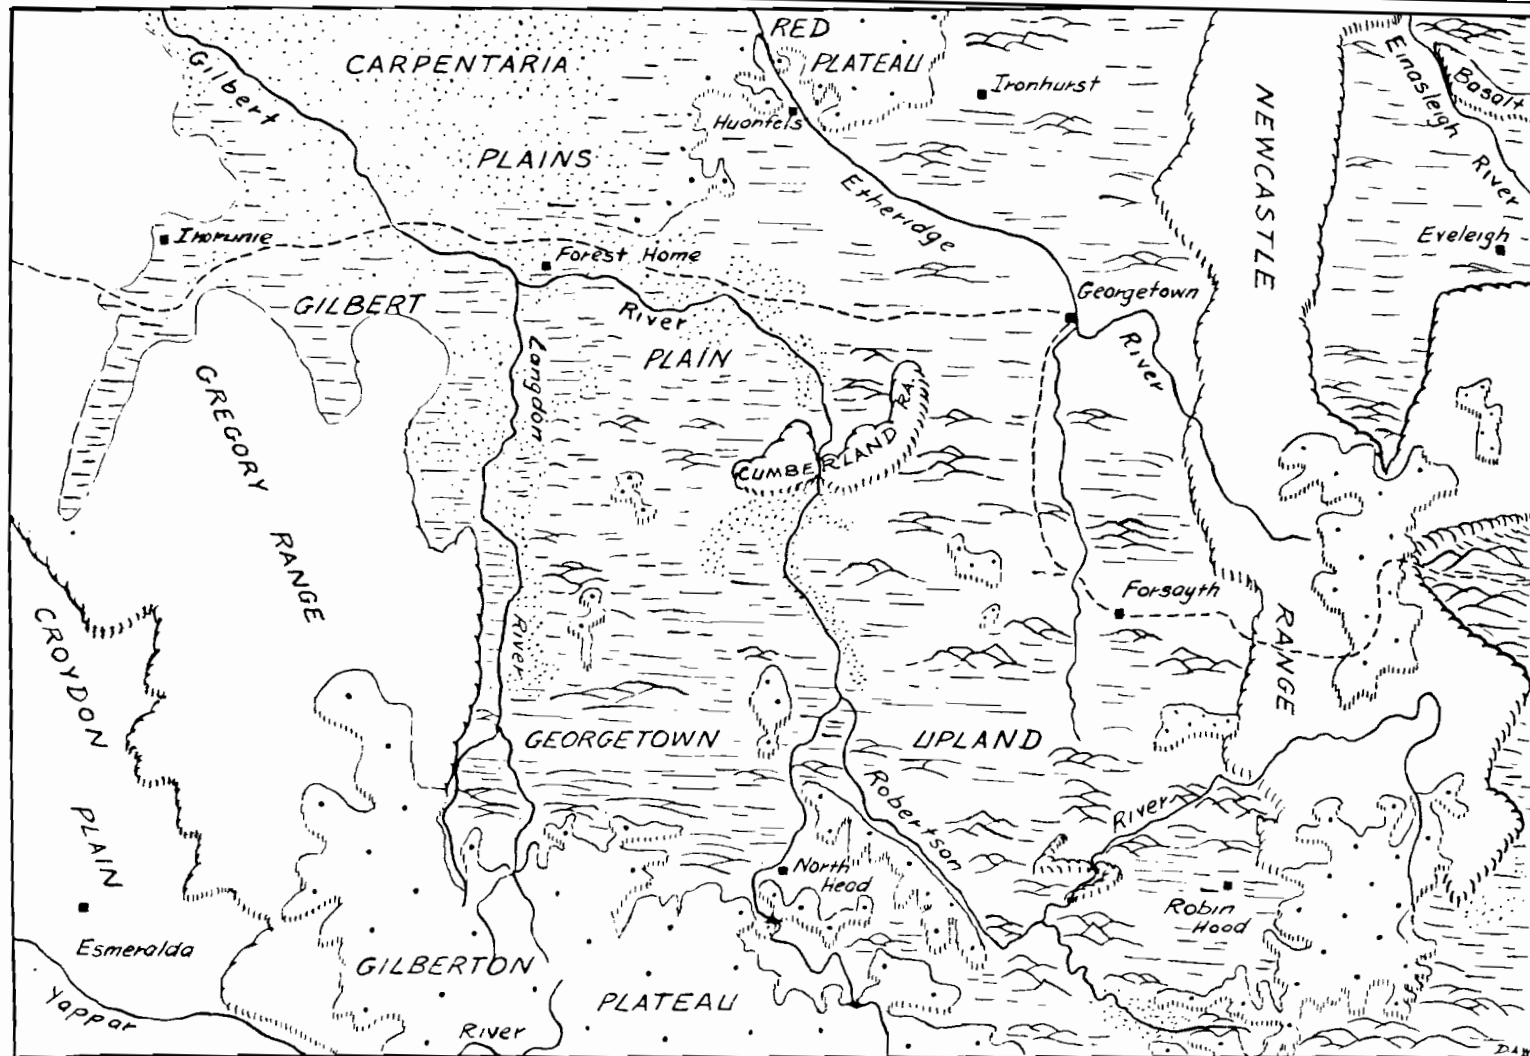 RED
PLATEAU
CARPENTARIA
PLAINS
Gilbert
Ironhurst
Huonfels
Etheridge
NEWCASTLE
Einasleigh
River
Basalt
Eveleigh
Inorunie
Forest Home
Georgetown
GILBERT
River
PLAIN
River
Langdon
GREGORY
RANGE
CUMBERLAND RA.
CROYDON
PLAIN
River
Forsayth
RANGE
GEORGETOWN
UPLAND
Robertson
River
North
Head
Robin
Hood
Esmeralda
GILBERTON
PLATEAU
Yappar
River